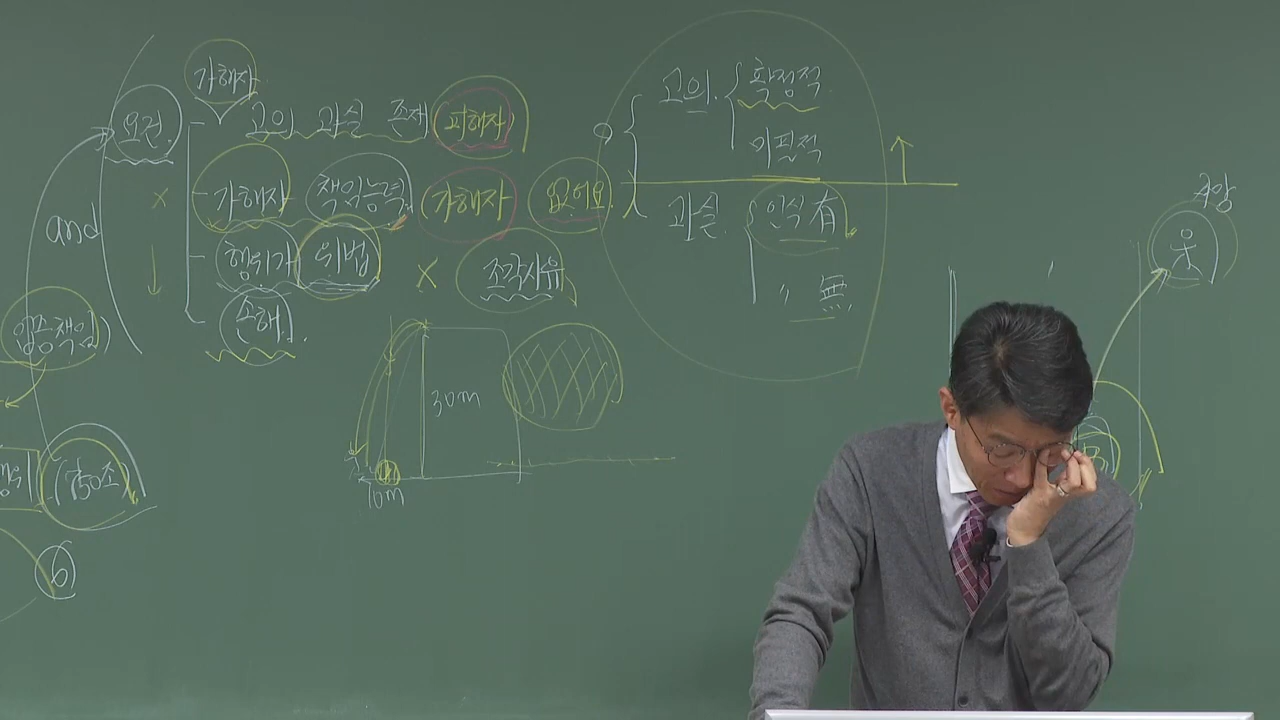 가해자
요건
고의 과실 존재 (피해자)
가해자 책임능력 (가해자) 없어요
and
행위가 위법 × 조각사유
손해.
입증책임)
750조
⑥
30m
10m
고의. 확정적
미필적
과실 인식 有
〃 無